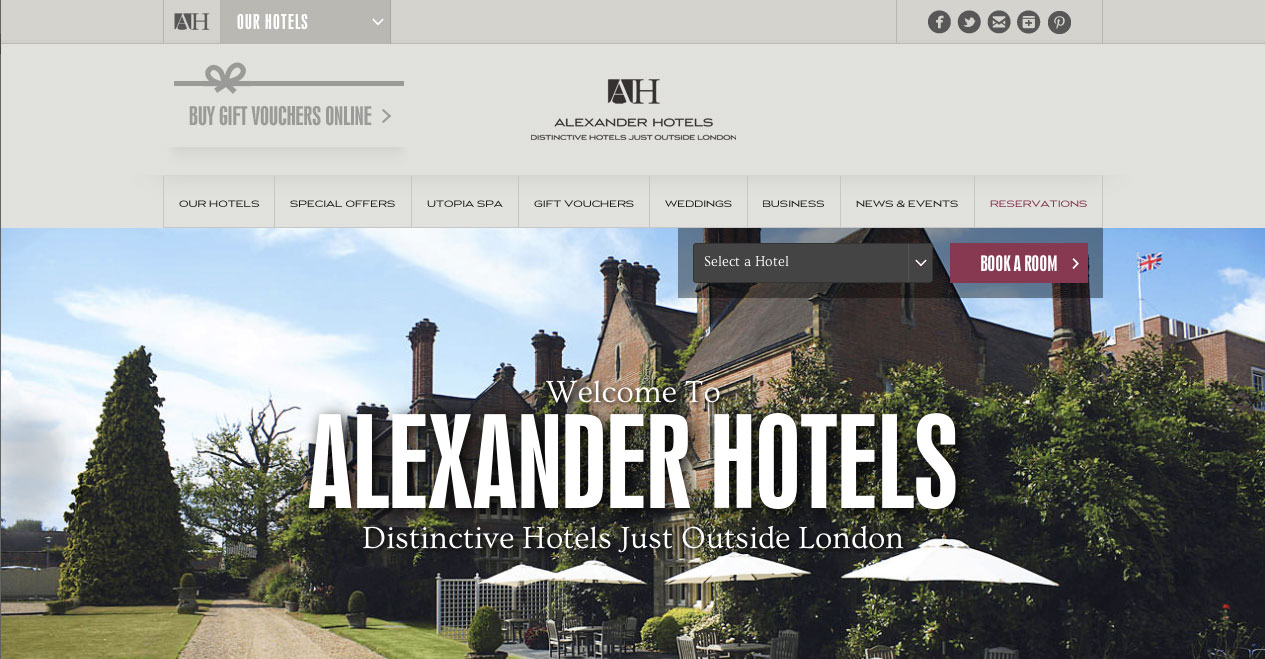 AH
OUR HOTELS
BUY GIFT VOUCHERS ONLINE
AH
ALEXANDER HOTELS
DISTINCTIVE HOTELS JUST OUTSIDE LONDON
OUR HOTELS
SPECIAL OFFERS
UTOPIA SPA
GIFT VOUCHERS
WEDDINGS
BUSINESS
NEWS & EVENTS
RESERVATIONS
Select a Hotel
BOOK A ROOM
Welcome To
ALEXANDER HOTELS
Distinctive Hotels Just Outside London